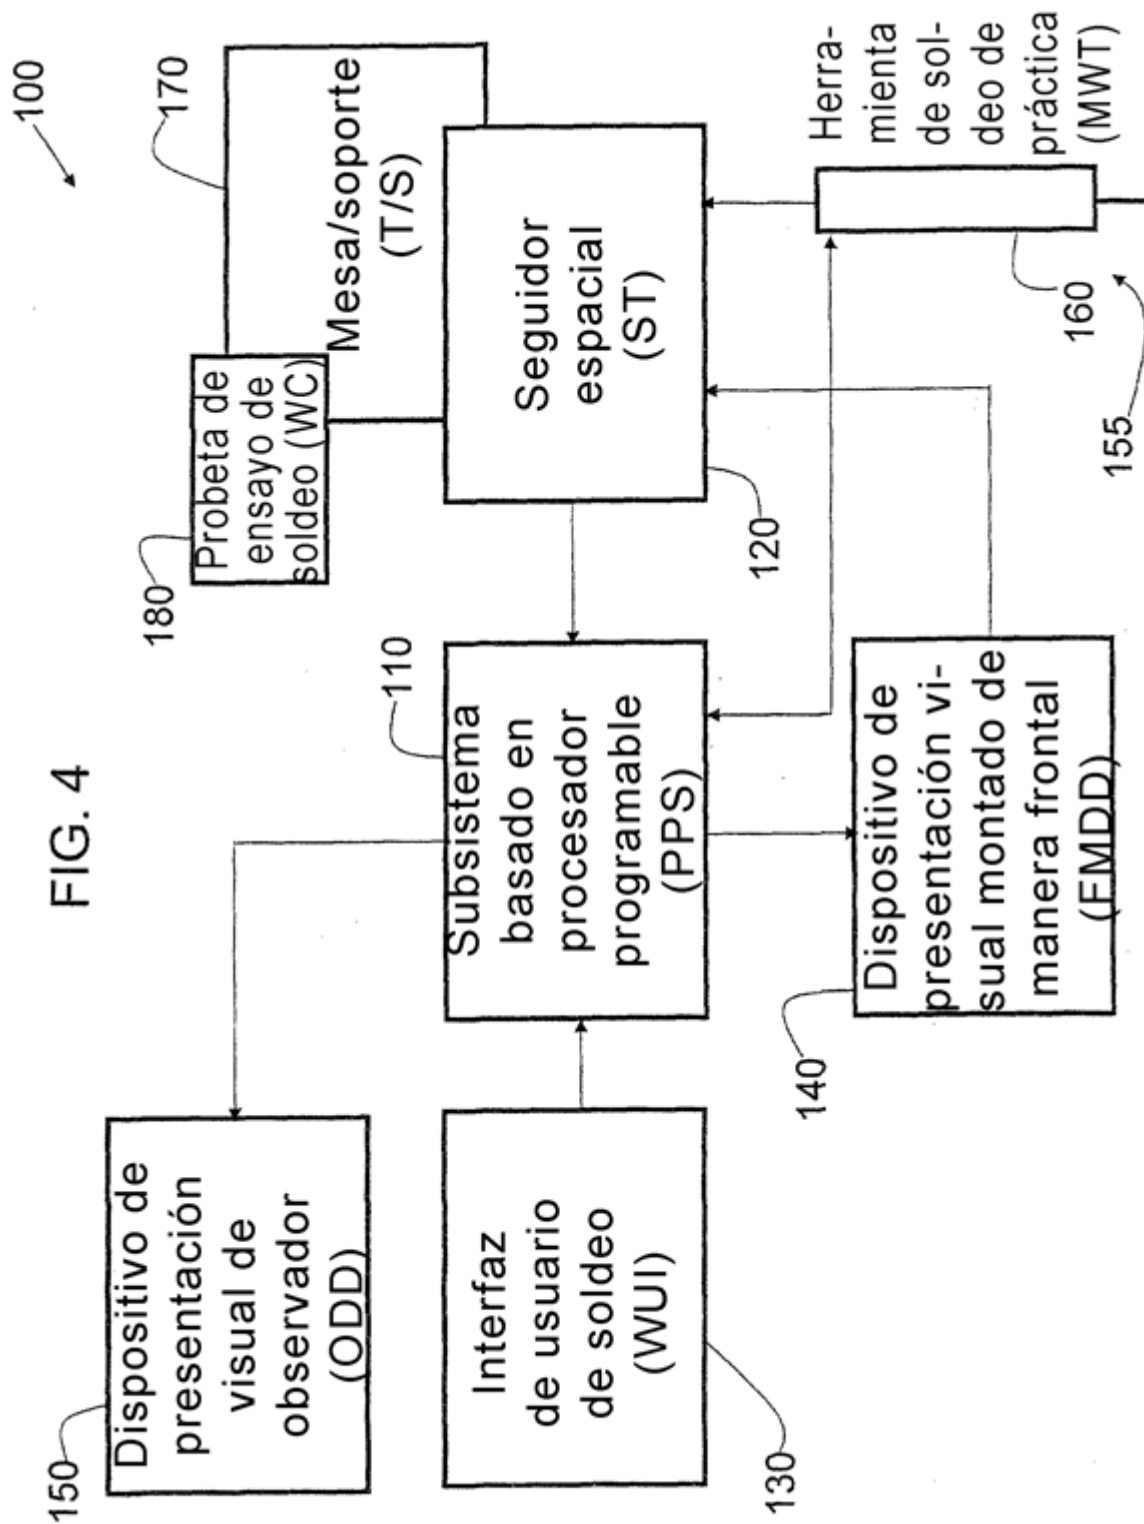 FIG. 4
100
150
Dispositivo de
presentación
visual de
observador
(ODD)
180
Probeta de
ensayo de
soldeo (WC)
170
Mesa/soporte
(T/S)
130
Interfaz
de usuario
de soldeo
(WUI)
110
Subsistema
basado en
procesador
programable
(PPS)
120
Seguidor
espacial
(ST)
140
Dispositivo de
presentación vi-
sual montado de
manera frontal
(FMDD)
155
160
Herra-
mienta
de sol-
deo de
práctica
(MWT)